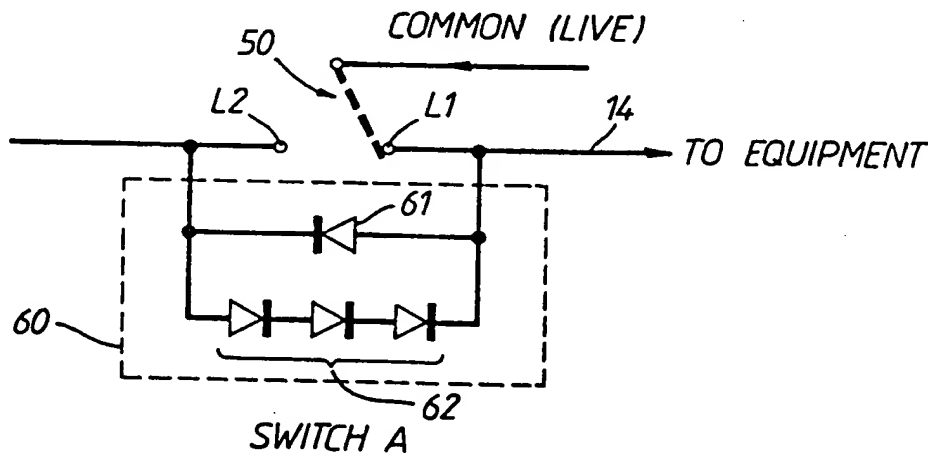 COMMON (LIVE)
50
L2
L1
14
TO EQUIPMENT
61
60
62
SWITCH A